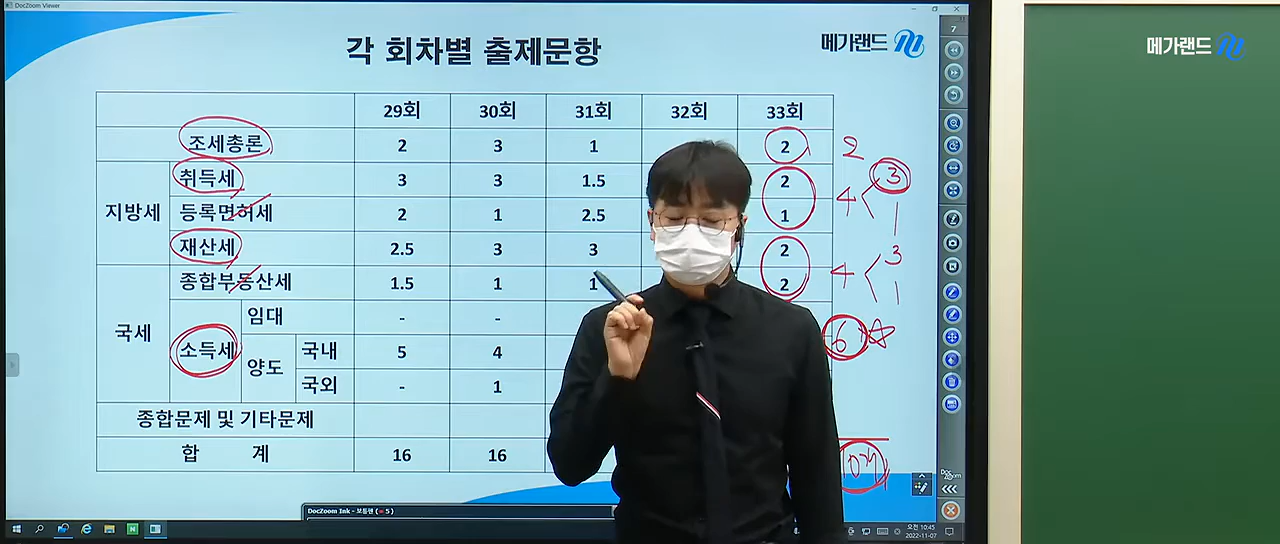 DocZoom Viewer
각 회차별 출제문항
메가랜드
메가랜드
7
29회 30회 31회 32회 33회
조세총론 2 3 1 2 2
지방세
취득세 3 3 1.5 2 4 3
등록면허세 2 1 2.5 1 1
재산세 2.5 3 3 2 3
국세
종합부동산세 1.5 1 1 2 4 1
소득세
임대 - -
양도
국내 5 4 6
국외 - 1
종합문제 및 기타문제
합 계 16 16
DocZoom
DocZoom Ink - 보통펜 ( = 5 )
오전 10:45
2022-11-07